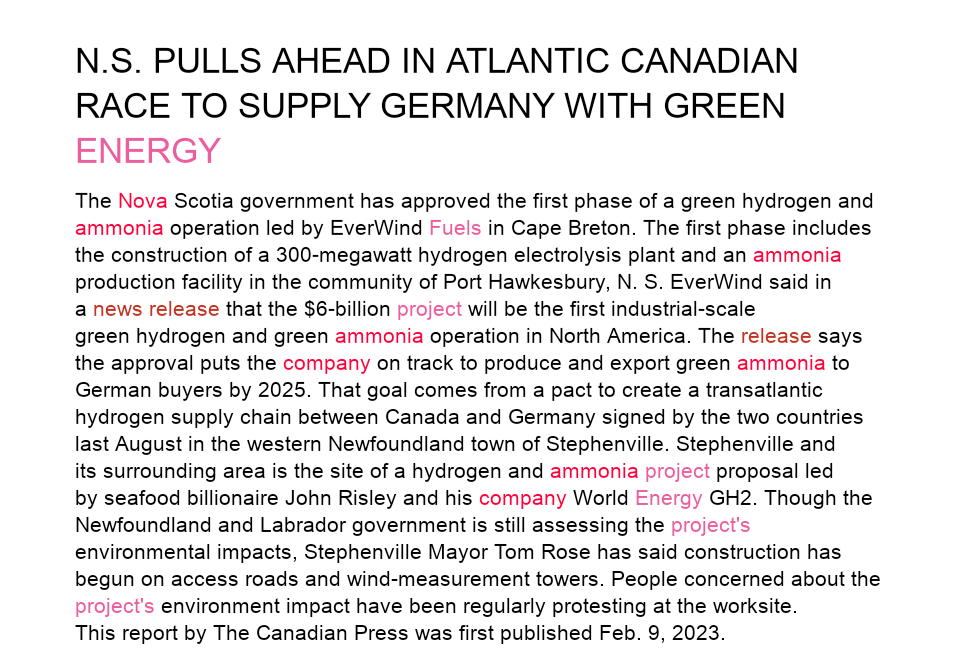 N.S. PULLS AHEAD IN ATLANTIC CANADIAN
RACE TO SUPPLY GERMANY WITH GREEN
ENERGY
The Nova Scotia government has approved the first phase of a green hydrogen and
ammonia operation led by EverWind Fuels in Cape Breton. The first phase includes
the construction of a 300-megawatt hydrogen electrolysis plant and an ammonia
production facility in the community of Port Hawkesbury, N. S. EverWind said in
a news release that the $6-billion project will be the first industrial-scale
green hydrogen and green ammonia operation in North America. The release says
the approval puts the company on track to produce and export green ammonia to
German buyers by 2025. That goal comes from a pact to create a transatlantic
hydrogen supply chain between Canada and Germany signed by the two countries
last August in the western Newfoundland town of Stephenville. Stephenville and
its surrounding area is the site of a hydrogen and ammonia project proposal led
by seafood billionaire John Risley and his company World Energy GH2. Though the
Newfoundland and Labrador government is still assessing the project's
environmental impacts, Stephenville Mayor Tom Rose has said construction has
begun on access roads and wind-measurement towers. People concerned about the
project's environment impact have been regularly protesting at the worksite.
This report by The Canadian Press was first published Feb. 9, 2023.